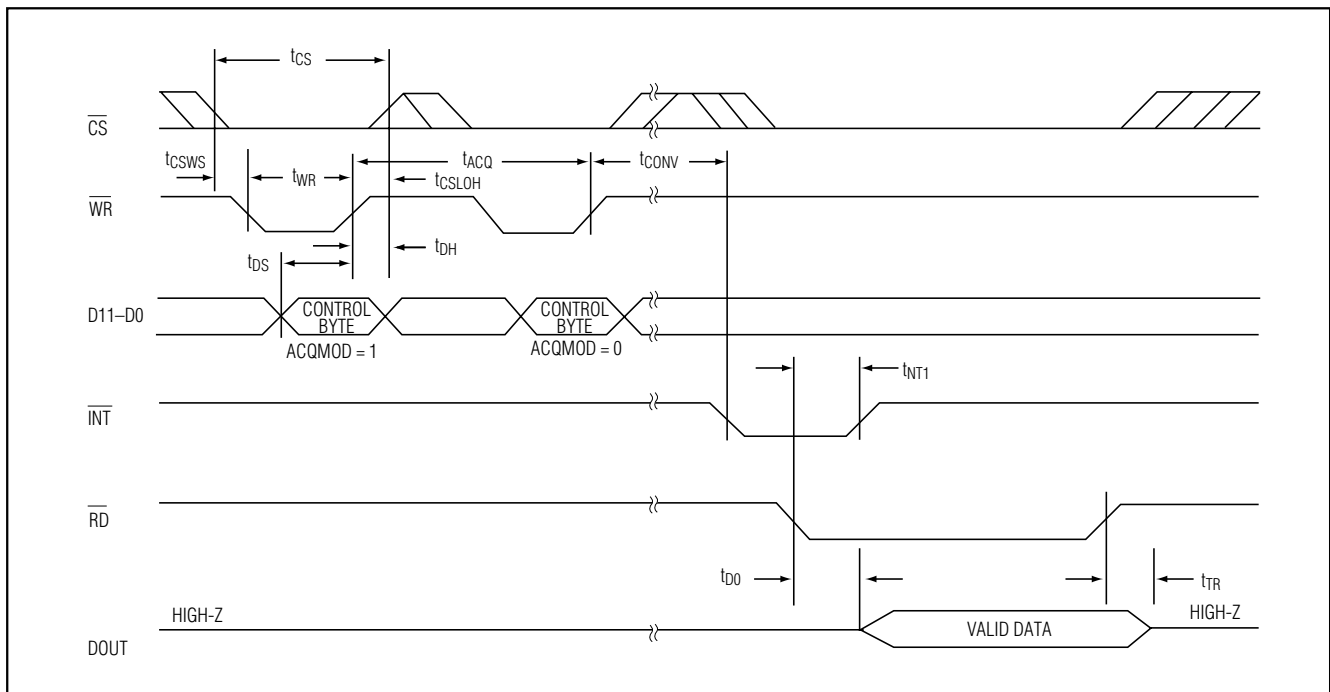 tCS
CS
tCSWS
tWR
tACQ
tCONV
tCSLOH
WR
tDH
tDS
D11–D0
CONTROL
BYTE
ACQMOD = 1
CONTROL
BYTE
ACQMOD = 0
tNT1
INT
RD
tD0
tTR
HIGH-Z
VALID DATA
HIGH-Z
DOUT